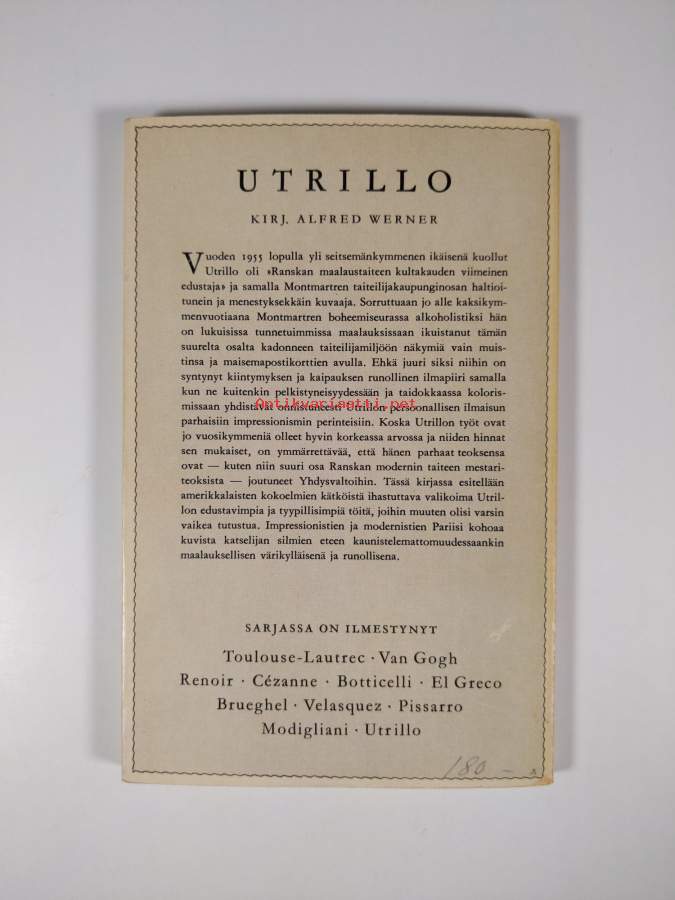 UTRILLO
KIRJ. ALFRED WERNER
Vuoden 1955 lopulla yli seitsemänkymmenen ikäisenä kuollut
Utrillo oli »Ranskan maalaustaiteen kultakauden viimeinen
edustaja» ja samalla Montmartren taiteilijakaupunginosan haltioi-
tunein ja menestyksekkäin kuvaaja. Sorruttuaan jo alle kaksikym-
menvuotiaana Montmartren boheemiseurassa alkoholistiksi hän
on lukuisissa tunnetuimmissa maalauksissaan ikuistanut tämän
suurelta osalta kadonneen taiteilijamiljöön näkymiä vain muis-
tinsa ja maisemapostikorttien avulla. Ehkä juuri siksi niihin on
syntynyt kiintymyksen ja kaipauksen runollinen ilmapiiri samalla
kun ne kuitenkin pelkistyneisyydessään ja taidokkaassa koloris-
missaan yhdistävät onnistuneesti Utrillon persoonallisen ilmaisun
Antikvariaatti.net
parhaisiin impressionismin perinteisiin. Koska Utrillon työt ovat
jo vuosikymmeniä olleet hyvin korkeassa arvossa ja niiden hinnat
sen mukaiset, on ymmärrettävää, että hänen parhaat teoksensa
ovat — kuten niin suuri osa Ranskan modernin taiteen mestari-
teoksista — joutuneet Yhdysvaltoihin. Tässä kirjassa esitellään
amerikkalaisten kokoelmien kätköistä ihastuttava valikoima Utril-
lon edustavimpia ja tyypillisimpiä töitä, joihin muuten olisi varsin
vaikea tutustua. Impressionistien ja modernistien Pariisi kohoaa
kuvista katselijan silmien eteen kaunistelemattomuudessaankin
maalauksellisen värikylläisenä ja runollisena.
SARJASSA ON ILMESTYNYT
Toulouse-Lautrec · Van Gogh
Renoir · Cézanne · Botticelli · El Greco
Brueghel · Velasquez · Pissarro
Modigliani · Utrillo
180 –